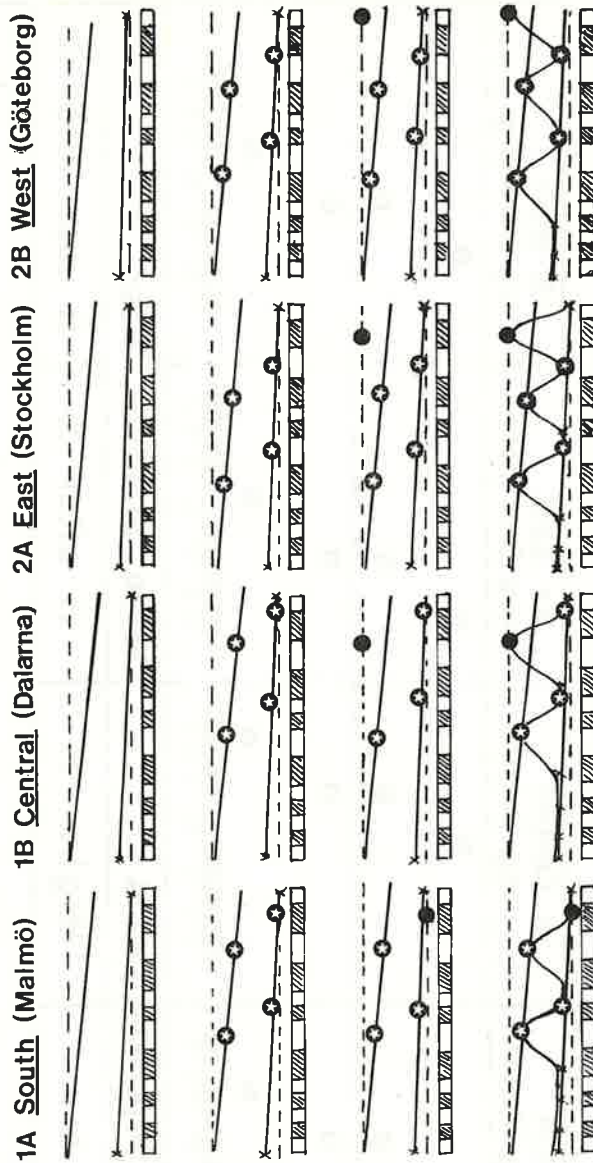 1A South (Malmö)
1B Central (Dalarna)
2A East (Stockholm)
2B West (Göteborg)